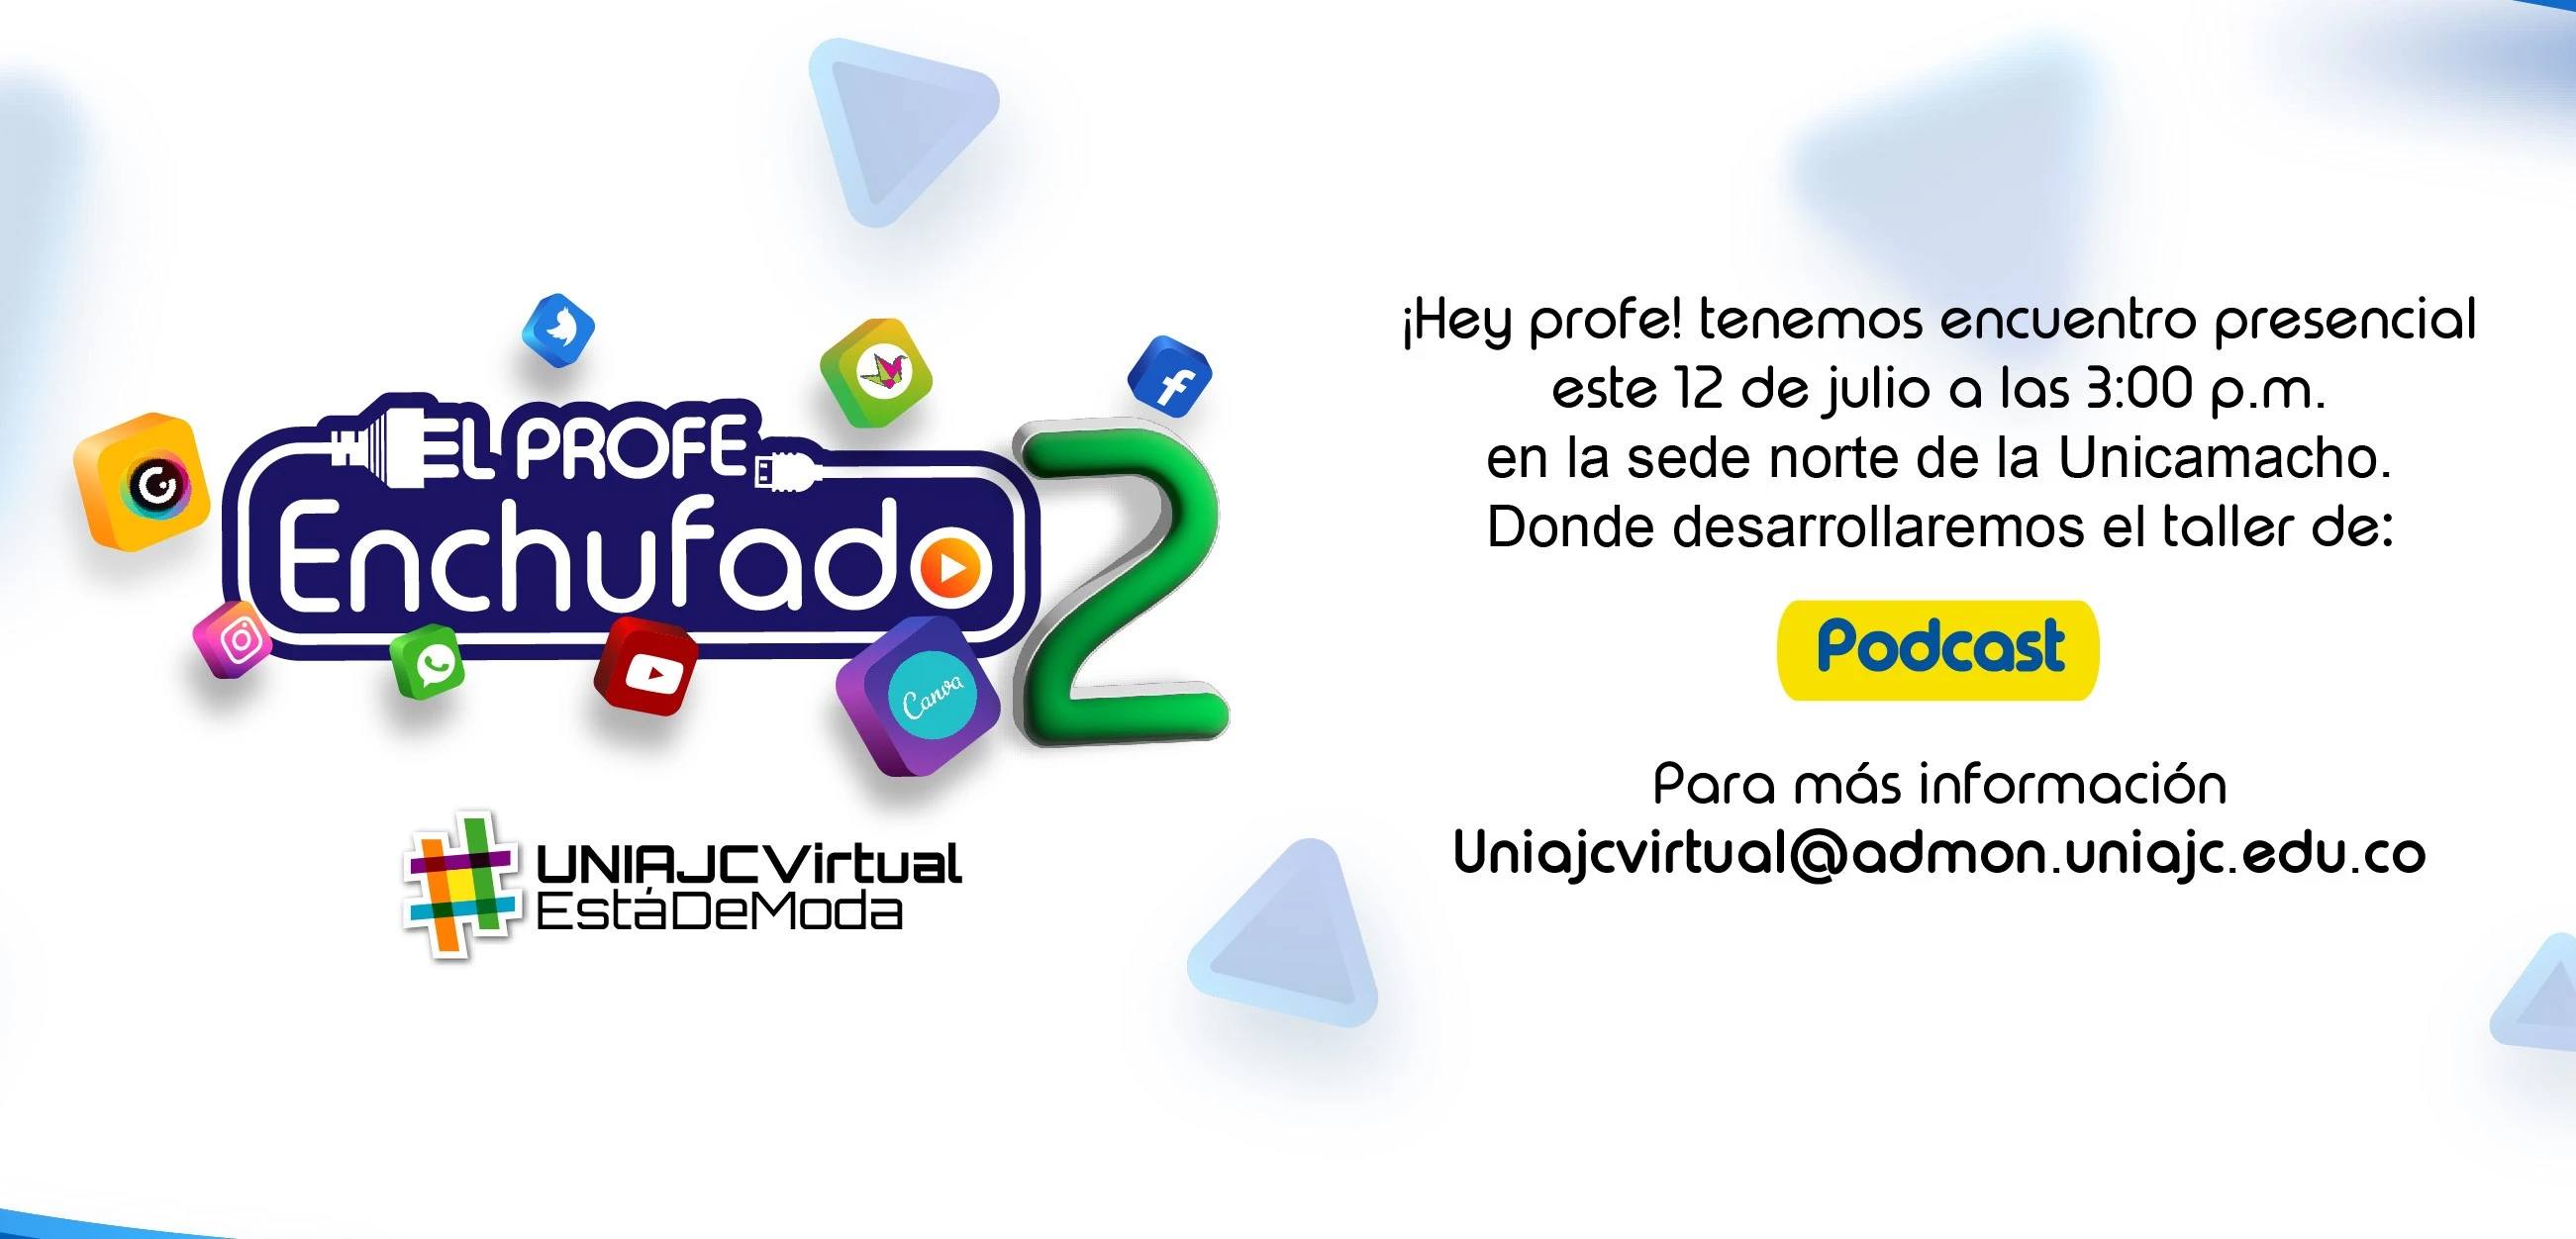 EL PROFE
Enchufado 2
Canva
#UNIAJCVirtual
EstáDeModa
¡Hey profe! tenemos encuentro presencial
este 12 de julio a las 3:00 p.m.
en la sede norte de la Unicamacho.
Donde desarrollaremos el taller de:
Podcast
Para más información
Uniajcvirtual@admon.uniajc.edu.co